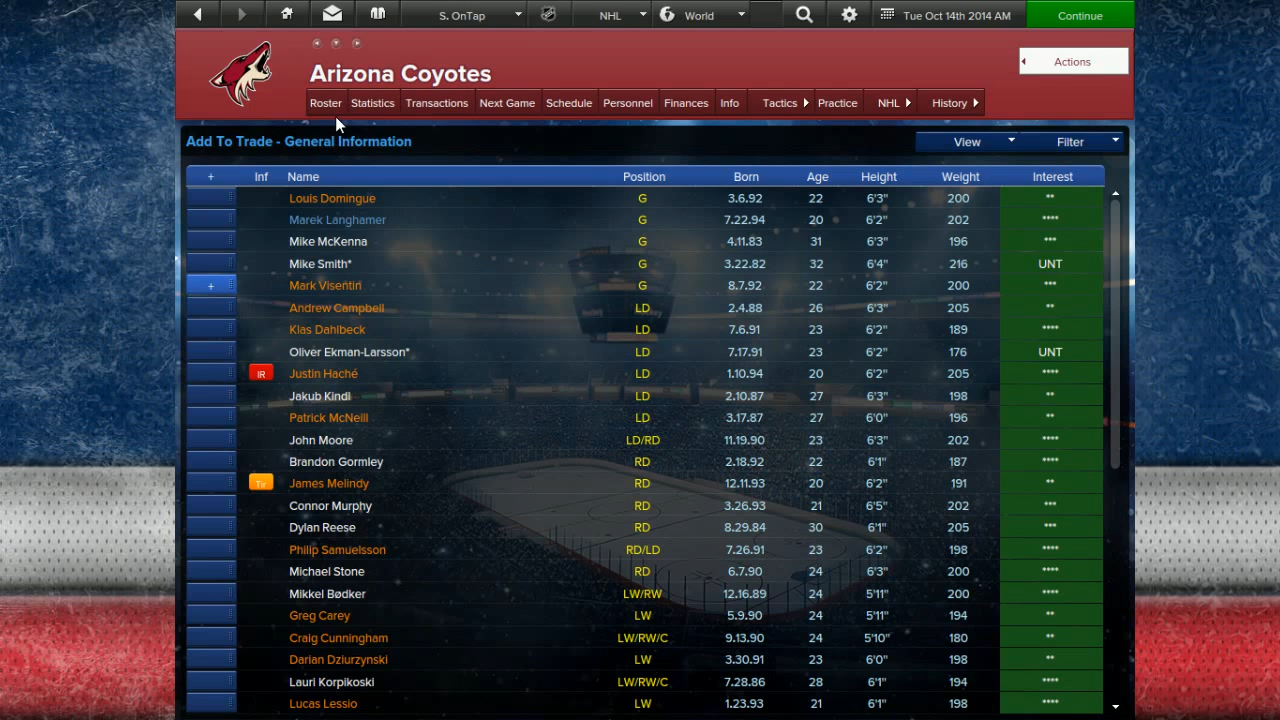 S. OnTap NHL World Tue Oct 14th 2014 AM Continue
Arizona Coyotes Actions
Roster Statistics Transactions Next Game Schedule Personnel Finances Info Tactics Practice NHL History
Add To Trade - General Information View Filter
+ Inf Name Position Born Age Height Weight Interest
Louis Domingue G 3.6.92 22 6'3" 200 **
Marek Langhamer G 7.22.94 20 6'2" 202 ****
Mike McKenna G 4.11.83 31 6'3" 196 ***
Mike Smith* G 3.22.82 32 6'4" 216 UNT
+ Mark Visentin G 8.7.92 22 6'2" 200 ***
Andrew Campbell LD 2.4.88 26 6'3" 205 **
Klas Dahlbeck LD 7.6.91 23 6'2" 189 ****
Oliver Ekman-Larsson* LD 7.17.91 23 6'2" 176 UNT
IR Justin Haché LD 1.10.94 20 6'2" 205 ****
Jakub Kindl LD 2.10.87 27 6'3" 198 **
Patrick McNeill LD 3.17.87 27 6'0" 196 **
John Moore LD/RD 11.19.90 23 6'3" 202 ****
Brandon Gormley RD 2.18.92 22 6'1" 187 ****
Tir James Melindy RD 12.11.93 20 6'2" 191 **
Connor Murphy RD 3.26.93 21 6'5" 202 ***
Dylan Reese RD 8.29.84 30 6'1" 205 ***
Philip Samuelsson RD/LD 7.26.91 23 6'2" 198 ****
Michael Stone RD 6.7.90 24 6'3" 200 ****
Mikkel Bødker LW/RW 12.16.89 24 5'11" 200 ****
Greg Carey LW 5.9.90 24 5'11" 194 **
Craig Cunningham LW/RW/C 9.13.90 24 5'10" 180 **
Darian Dziurzynski LW 3.30.91 23 6'0" 198 **
Lauri Korpikoski LW/RW/C 7.28.86 28 6'1" 194 ****
Lucas Lessio LW 1.23.93 21 6'1" 198 ****